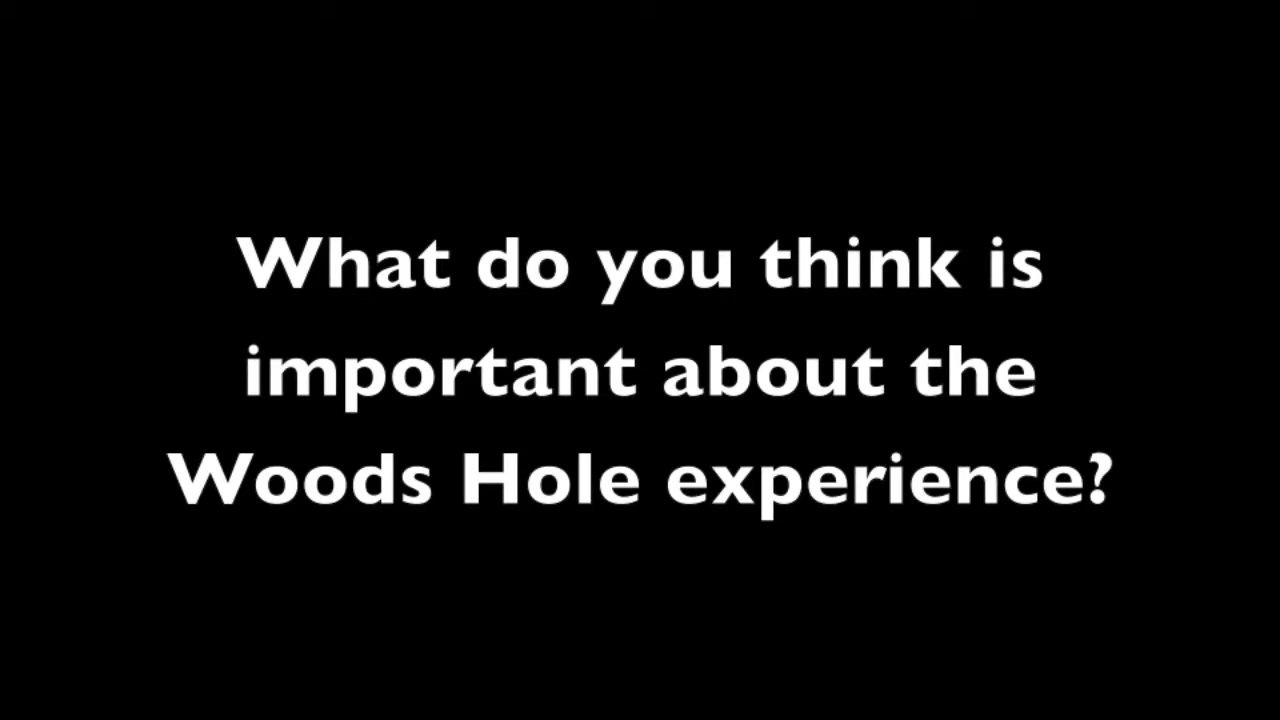 What do you think is
important about the
Woods Hole experience?